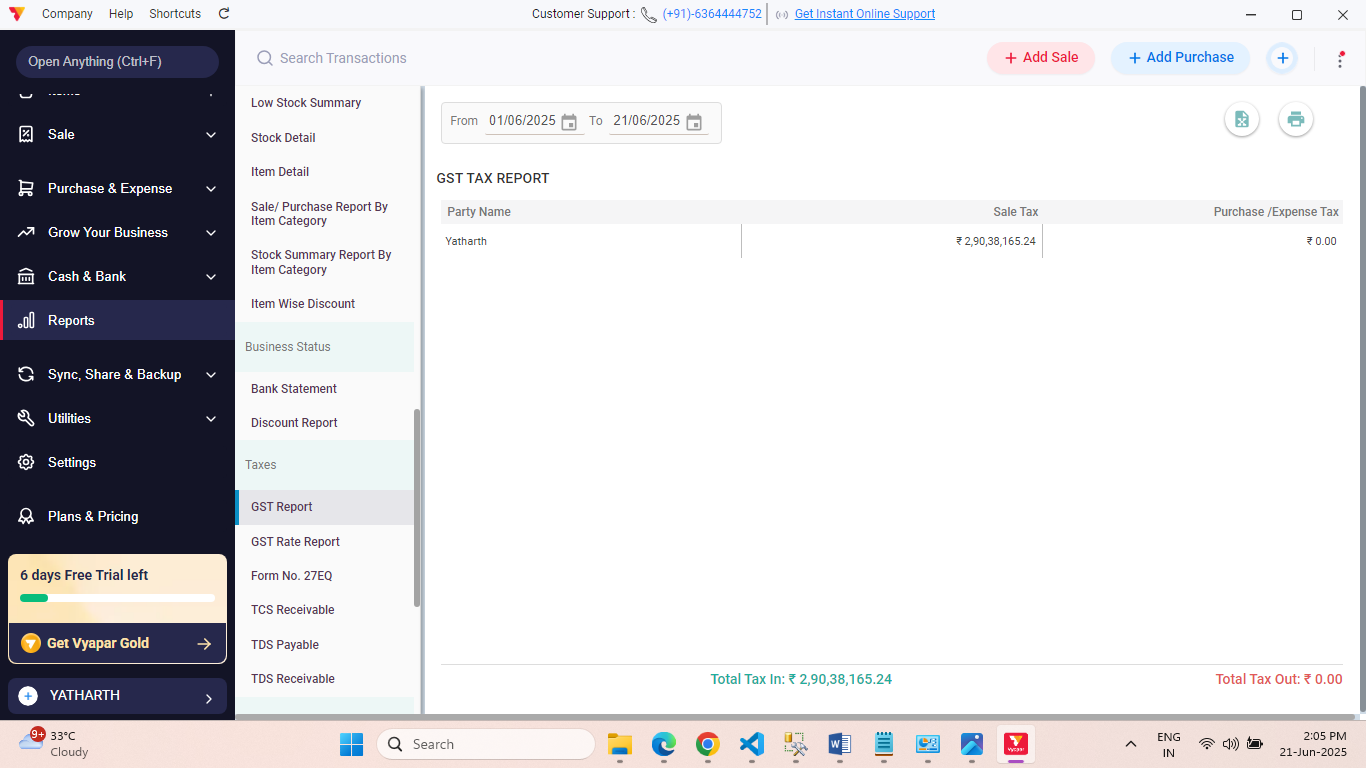 Company Help Shortcuts
Customer Support : (+91)-6364444752 Get Instant Online Support
Open Anything (Ctrl+F)
Search Transactions
+ Add Sale
+ Add Purchase
Sale
Purchase & Expense
Grow Your Business
Cash & Bank
Reports
Sync, Share & Backup
Utilities
Settings
Plans & Pricing
6 days Free Trial left
Get Vyapar Gold
YATHARTH
Low Stock Summary
Stock Detail
Item Detail
Sale/ Purchase Report By
Item Category
Stock Summary Report By
Item Category
Item Wise Discount
Business Status
Bank Statement
Discount Report
Taxes
GST Report
GST Rate Report
Form No. 27EQ
TCS Receivable
TDS Payable
TDS Receivable
From 01/06/2025 To 21/06/2025
GST TAX REPORT
Party Name Sale Tax Purchase /Expense Tax
Yatharth ₹ 2,90,38,165.24 ₹ 0.00
Total Tax In: ₹ 2,90,38,165.24 Total Tax Out: ₹ 0.00
9+
33°C
Cloudy
Search
Vyapar
ENG
IN
2:05 PM
21-Jun-2025